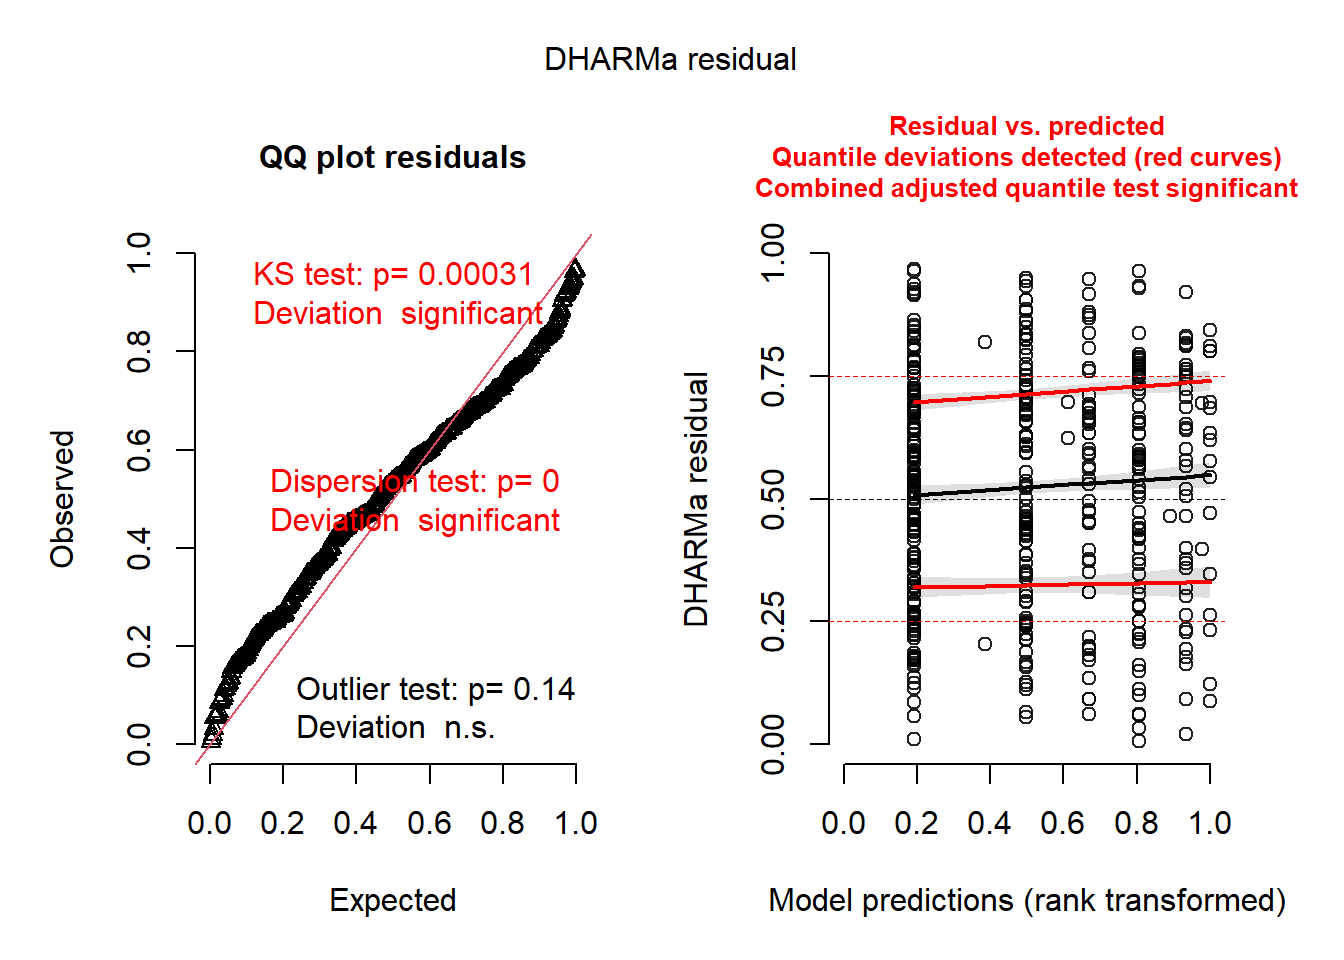 DHARMa residual
QQ plot residuals
KS test: p= 0.00031
Deviation  significant
Dispersion test: p= 0
Deviation  significant
Outlier test: p= 0.14
Deviation  n.s.
Observed
0.0 0.2 0.4 0.6 0.8 1.0
0.0 0.2 0.4 0.6 0.8 1.0
Expected
Residual vs. predicted
Quantile deviations detected (red curves)
Combined adjusted quantile test significant
DHARMa residual
0.00 0.25 0.50 0.75 1.00
0.0 0.2 0.4 0.6 0.8 1.0
Model predictions (rank transformed)